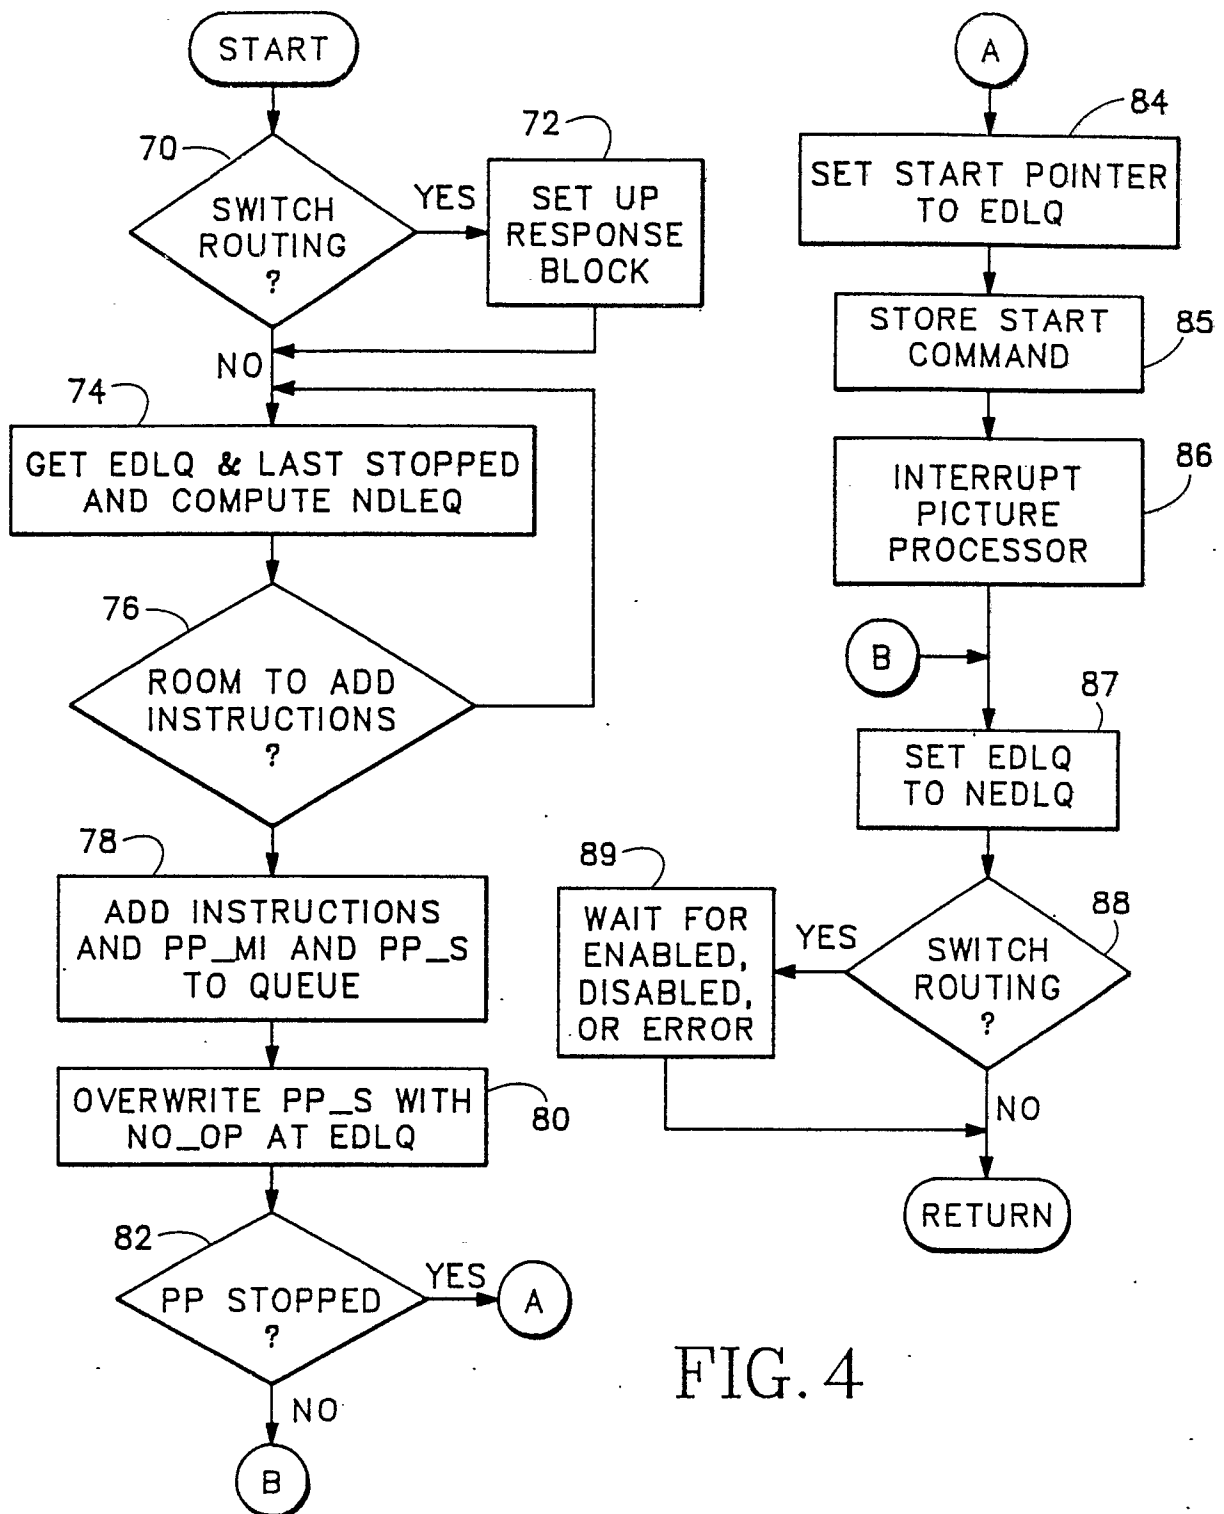 START
70
SWITCH
ROUTING
?
YES
72
SET UP
RESPONSE
BLOCK
NO
74
GET EDLQ & LAST STOPPED
AND COMPUTE NDLEQ
76
ROOM TO ADD
INSTRUCTIONS
?
78
ADD INSTRUCTIONS
AND PP_MI AND PP_S
TO QUEUE
OVERWRITE PP_S WITH
NO_OP AT EDLQ
80
82
PP STOPPED
?
YES
A
NO
B
A
84
SET START POINTER
TO EDLQ
STORE START
COMMAND
85
INTERRUPT
PICTURE
PROCESSOR
86
B
87
SET EDLQ
TO NEDLQ
88
SWITCH
ROUTING
?
YES
89
WAIT FOR
ENABLED,
DISABLED,
OR ERROR
NO
RETURN
FIG. 4